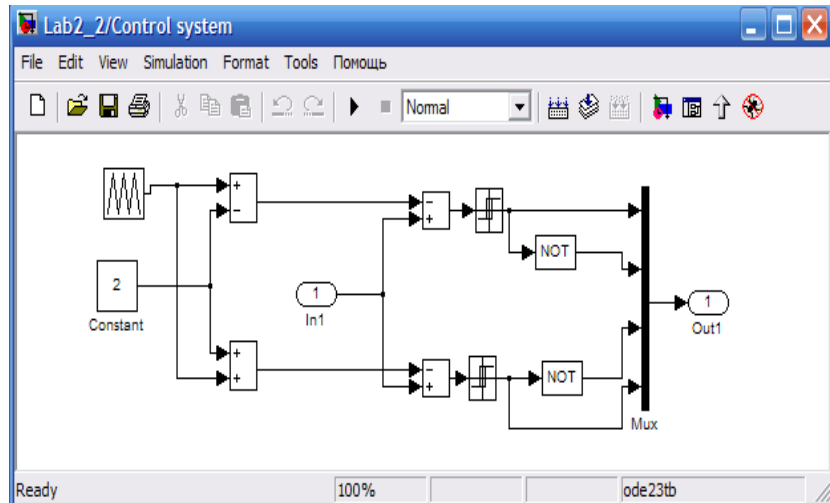 Lab2_2/Control system
File Edit View Simulation Format Tools Помощь
Normal
+
−
2
Constant
+
+
1
In1
−
+
NOT
−
+
NOT
Mux
1
Out1
Ready 100% ode23tb